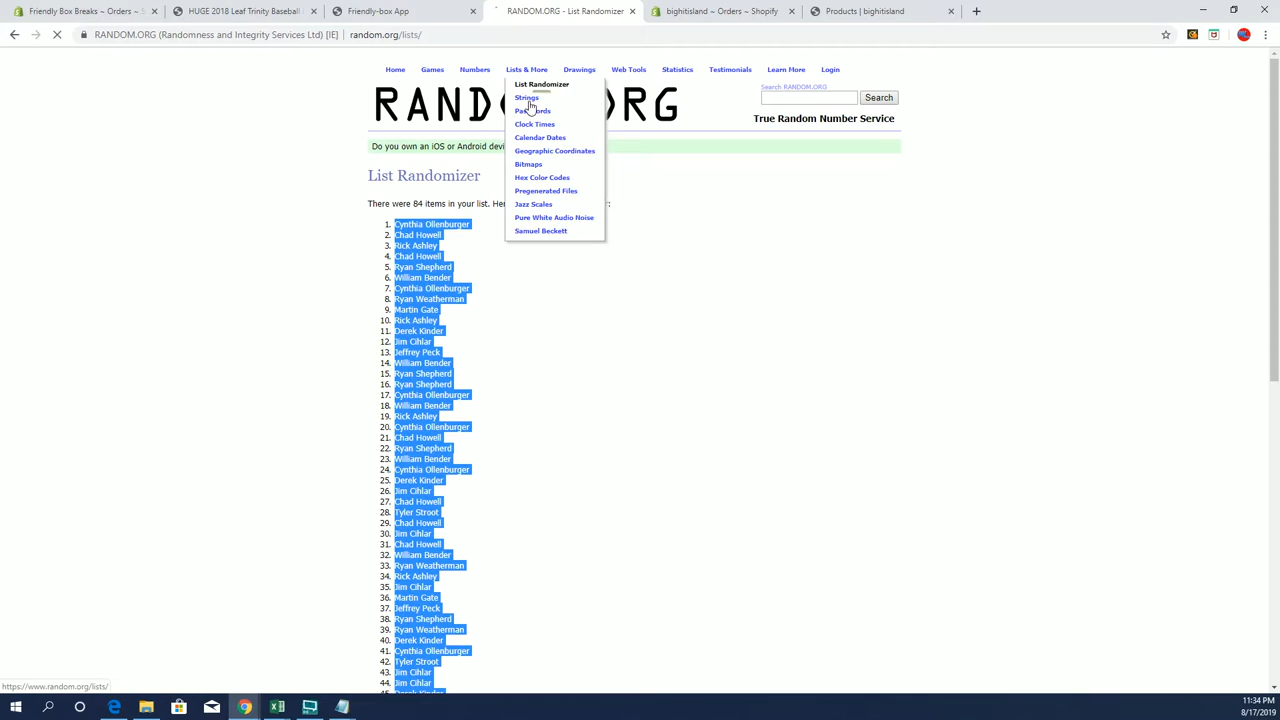 Friendly Box Breaks ~ Orders ~ S
HUGE 2018 Leaf Trinity Baseball
Friendly-box
- RANDOM.ORG - List Randomizer
bighitisland ~ Orders ~ Shopify
Products | bighitisland
RANDOM.ORG (Randomness and Integrity Services Ltd) [IE] | random.org/lists/
Home Games Numbers Lists & More Drawings Web Tools Statistics Testimonials Learn More Login
List Randomizer
Strings
Passwords
Clock Times
Calendar Dates
Geographic Coordinates
Bitmaps
Hex Color Codes
Pregenerated Files
Jazz Scales
Pure White Audio Noise
Samuel Beckett
RANDOM.ORG
Search RANDOM.ORG
Search
True Random Number Service
Do you own an iOS or Android devi
List Randomizer
There were 84 items in your list. Her
1. Cynthia Ollenburger
2. Chad Howell
3. Rick Ashley
4. Chad Howell
5. Ryan Shepherd
6. William Bender
7. Cynthia Ollenburger
8. Ryan Weatherman
9. Martin Gate
10. Rick Ashley
11. Derek Kinder
12. Jim Cihlar
13. Jeffrey Peck
14. William Bender
15. Ryan Shepherd
16. Ryan Shepherd
17. Cynthia Ollenburger
18. William Bender
19. Rick Ashley
20. Cynthia Ollenburger
21. Chad Howell
22. Ryan Shepherd
23. William Bender
24. Cynthia Ollenburger
25. Derek Kinder
26. Jim Cihlar
27. Chad Howell
28. Tyler Stroot
29. Chad Howell
30. Jim Cihlar
31. Chad Howell
32. William Bender
33. Ryan Weatherman
34. Rick Ashley
35. Jim Cihlar
36. Martin Gate
37. Jeffrey Peck
38. Ryan Shepherd
39. Ryan Weatherman
40. Derek Kinder
41. Cynthia Ollenburger
42. Tyler Stroot
43. Jim Cihlar
44. Jim Cihlar
45. Derek Kinder
https://www.random.org/lists/
11:34 PM
8/17/2019